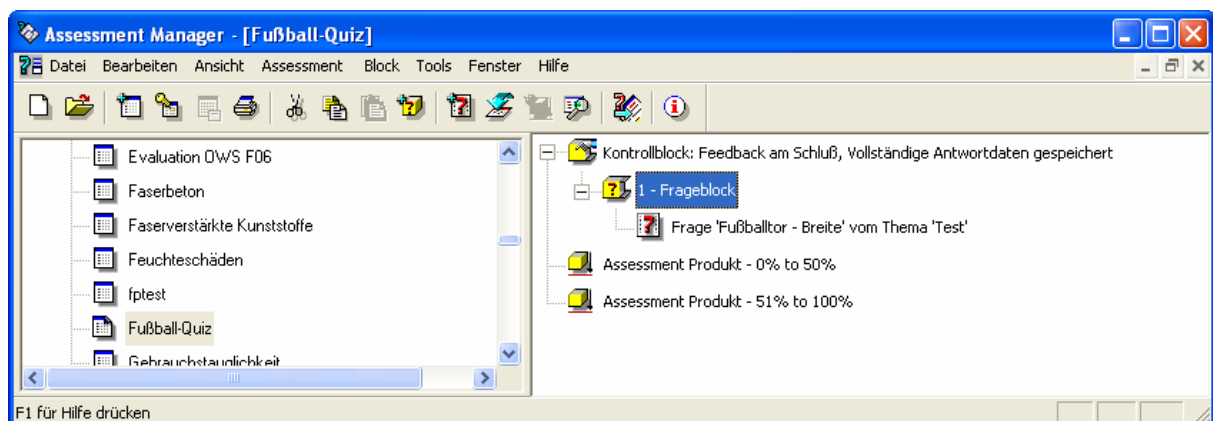 Assessment Manager - [Fußball-Quiz]
Datei Bearbeiten Ansicht Assessment Block Tools Fenster Hilfe
Evaluation OWS F06
Faserbeton
Faserverstärkte Kunststoffe
Feuchteschäden
fptest
Fußball-Quiz
Gebrauchstauglichkeit
Kontrollblock: Feedback am Schluß, Vollständige Antwortdaten gespeichert
1 - Frageblock
Frage 'Fußballtor - Breite' vom Thema 'Test'
Assessment Produkt - 0% to 50%
Assessment Produkt - 51% to 100%
F1 für Hilfe drücken